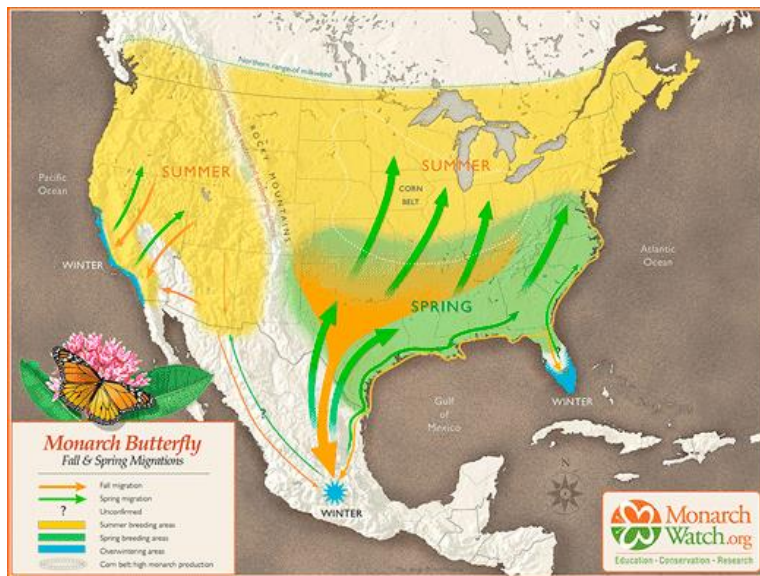 Northern range of milkweed
ROCKY MOUNTAINS
SUMMER
SUMMER
CORN
BELT
Pacific
Ocean
WINTER
Atlantic
Ocean
SPRING
?
Gulf
of
Mexico
WINTER
WINTER
N
Monarch Butterfly
Fall & Spring Migrations
Fall migration
Spring migration
? Unconfirmed
Summer breeding areas
Spring breeding areas
Overwintering areas
Corn belt: high monarch production
Monarch
Watch.org
Education · Conservation · Research